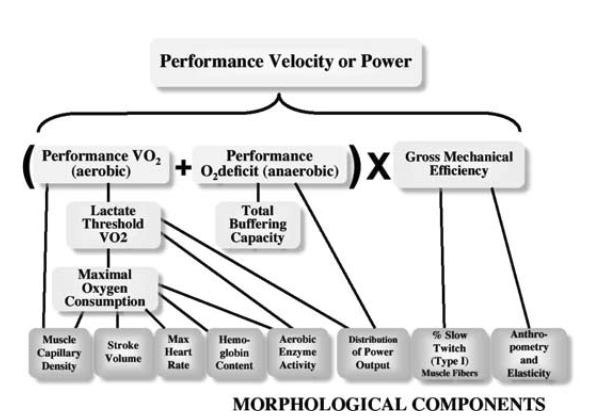 Performance Velocity or Power
( Performance VO₂
(aerobic)
+
Performance
O₂deficit (anaerobic) )
X
Gross Mechanical
Efficiency
Lactate
Threshold
VO2
Total
Buffering
Capacity
Maximal
Oxygen
Consumption
Muscle
Capillary
Density
Stroke
Volume
Max
Heart
Rate
Hemo-
globin
Content
Aerobic
Enzyme
Activity
Distribution
of Power
Output
% Slow
Twitch
(Type I)
Muscle Fibers
Anthro-
pometry
and
Elasticity
MORPHOLOGICAL COMPONENTS